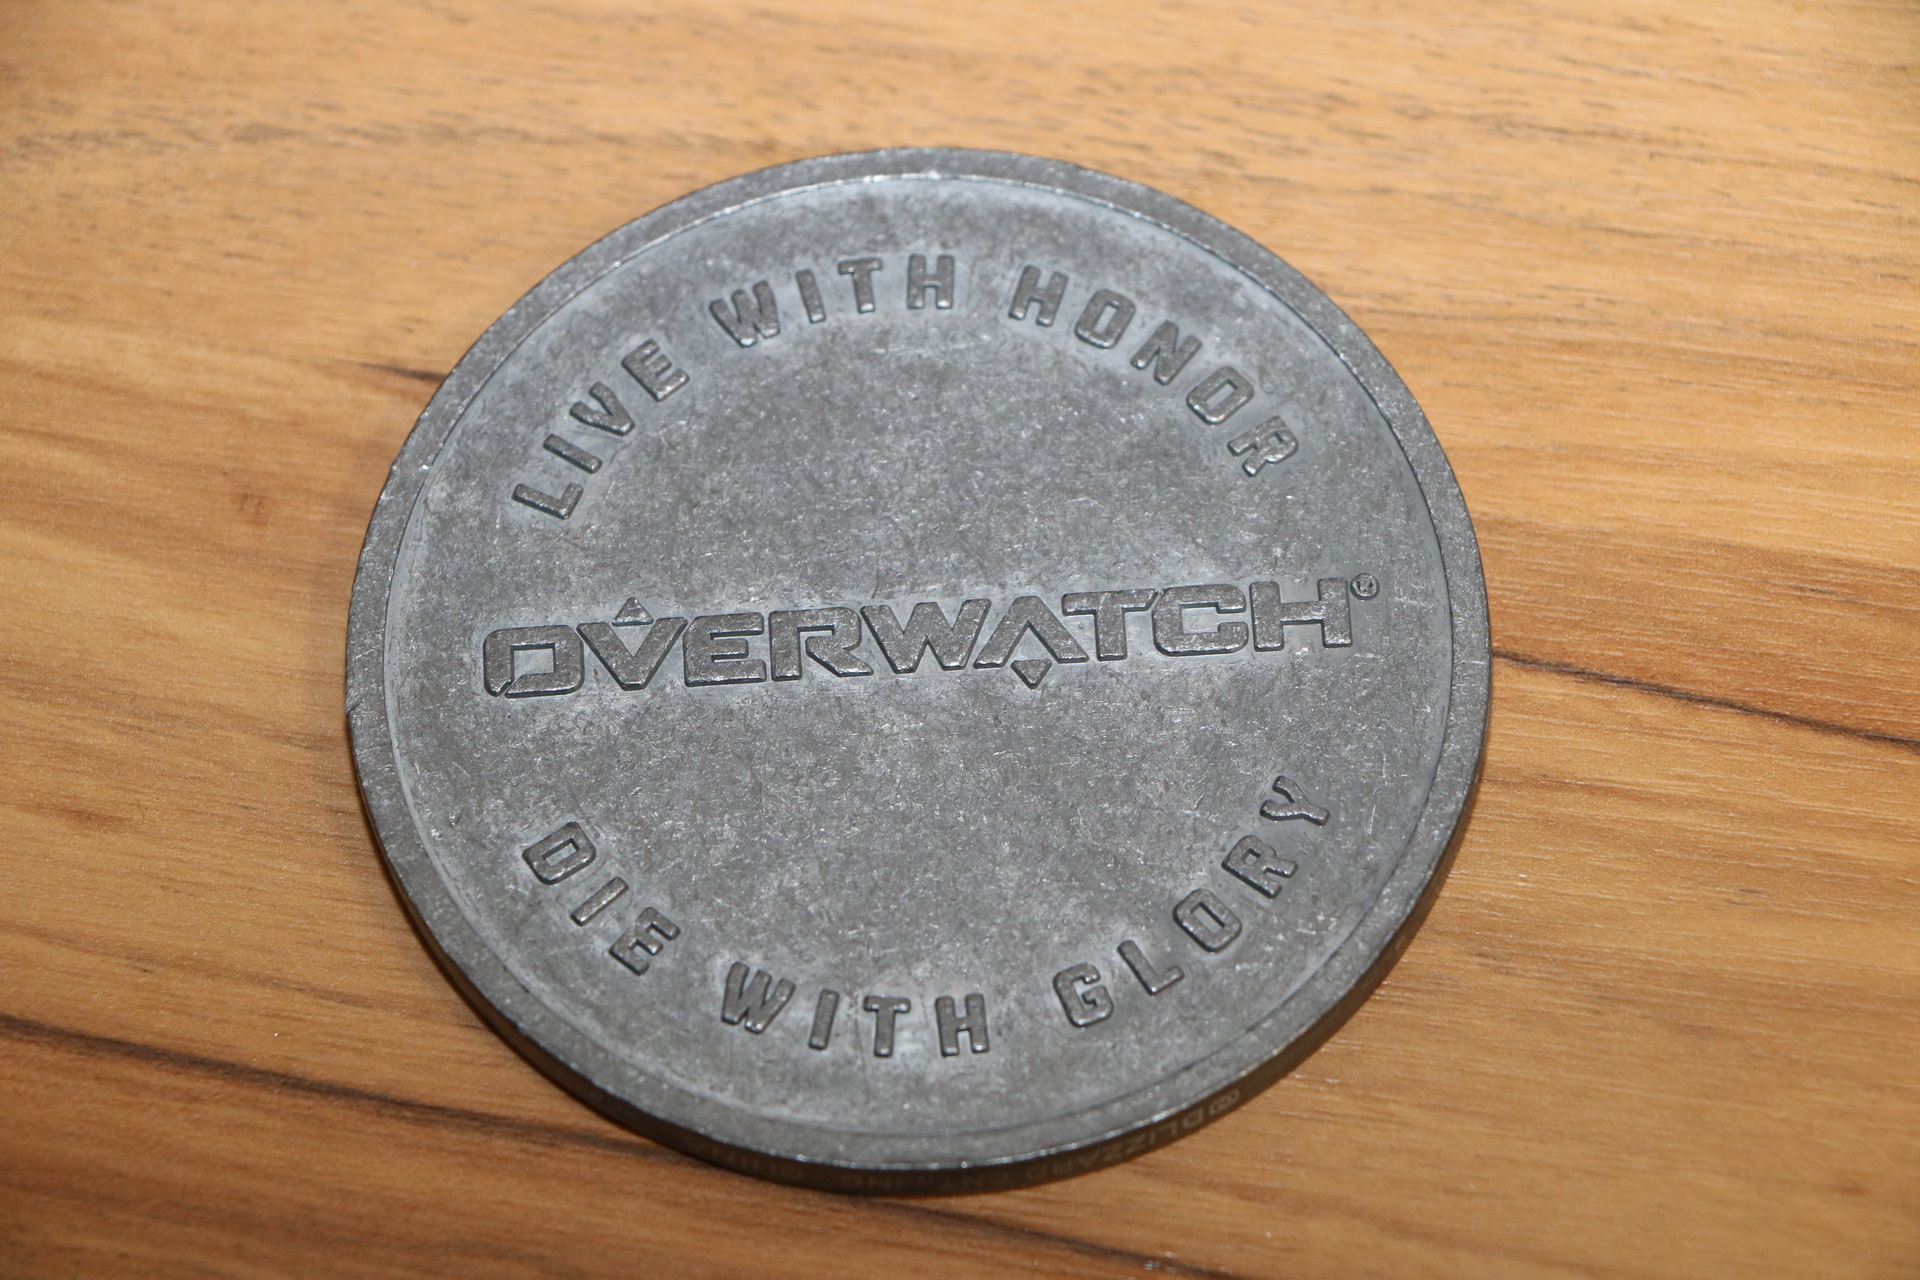 LIVE WITH HONOR
OVERWATCH®
DIE WITH GLORY